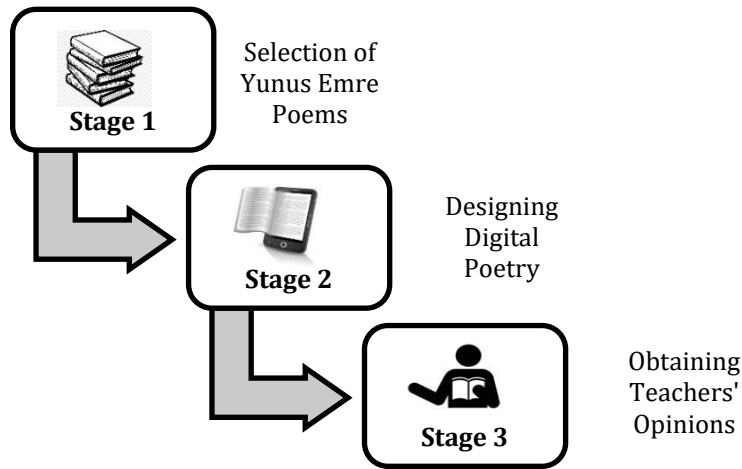 Stage 1
Selection of
Yunus Emre
Poems
Stage 2
Designing
Digital
Poetry
Stage 3
Obtaining
Teachers'
Opinions